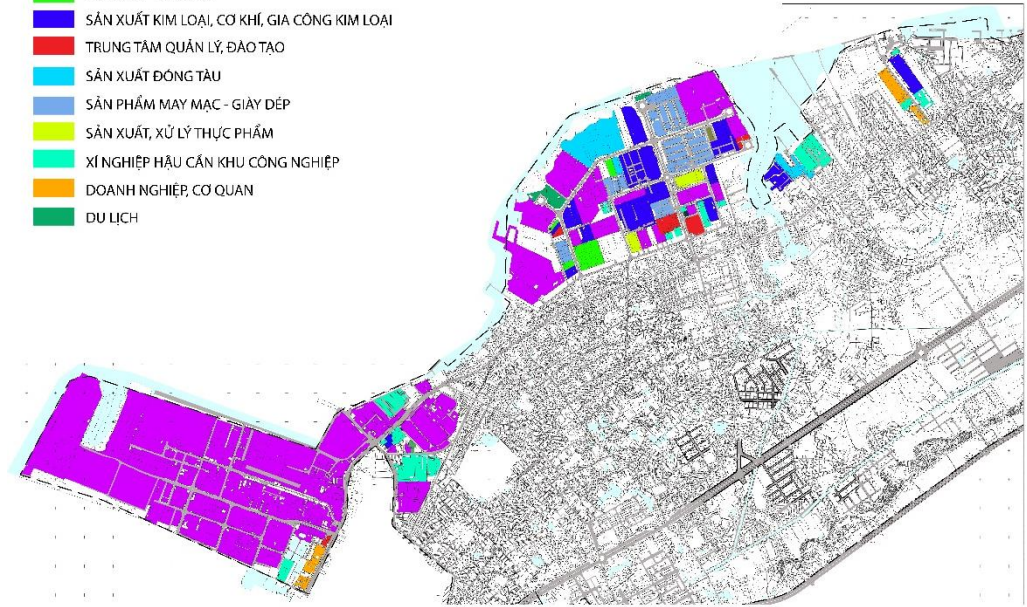 SẢN XUẤT KIM LOẠI, CƠ KHÍ, GIA CÔNG KIM LOẠI
TRUNG TÂM QUẢN LÝ, ĐÀO TẠO
SẢN XUẤT ĐÓNG TÀU
SẢN PHẨM MAY MẠC - GIÀY DÉP
SẢN XUẤT, XỬ LÝ THỰC PHẨM
XÍ NGHIỆP HẬU CẦN KHU CÔNG NGHIỆP
DOANH NGHIỆP, CƠ QUAN
DU LỊCH